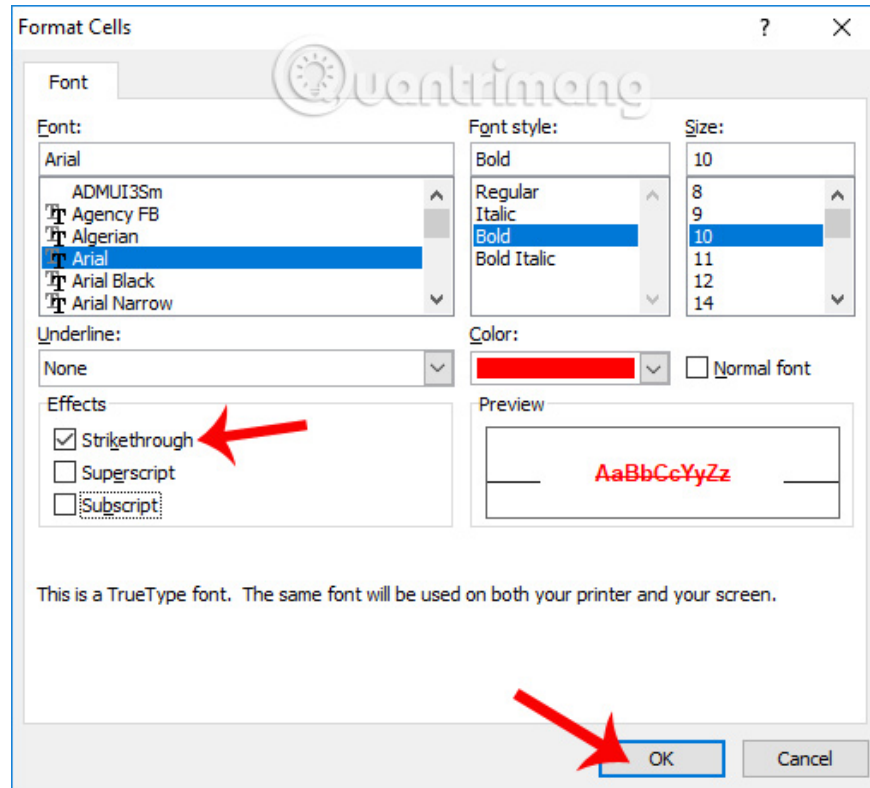 Format Cells
Quantrimang
Font
Font:
Font style:
Size:
Arial
Bold
10
ADMUI3Sm
Agency FB
Algerian
Arial
Arial Black
Arial Narrow
Regular
Italic
Bold
Bold Italic
8
9
10
11
12
14
Underline:
Color:
None
Normal font
Effects
Preview
Strikethrough
Superscript
Subscript
AaBbCcYyZz
This is a TrueType font.  The same font will be used on both your printer and your screen.
OK
Cancel